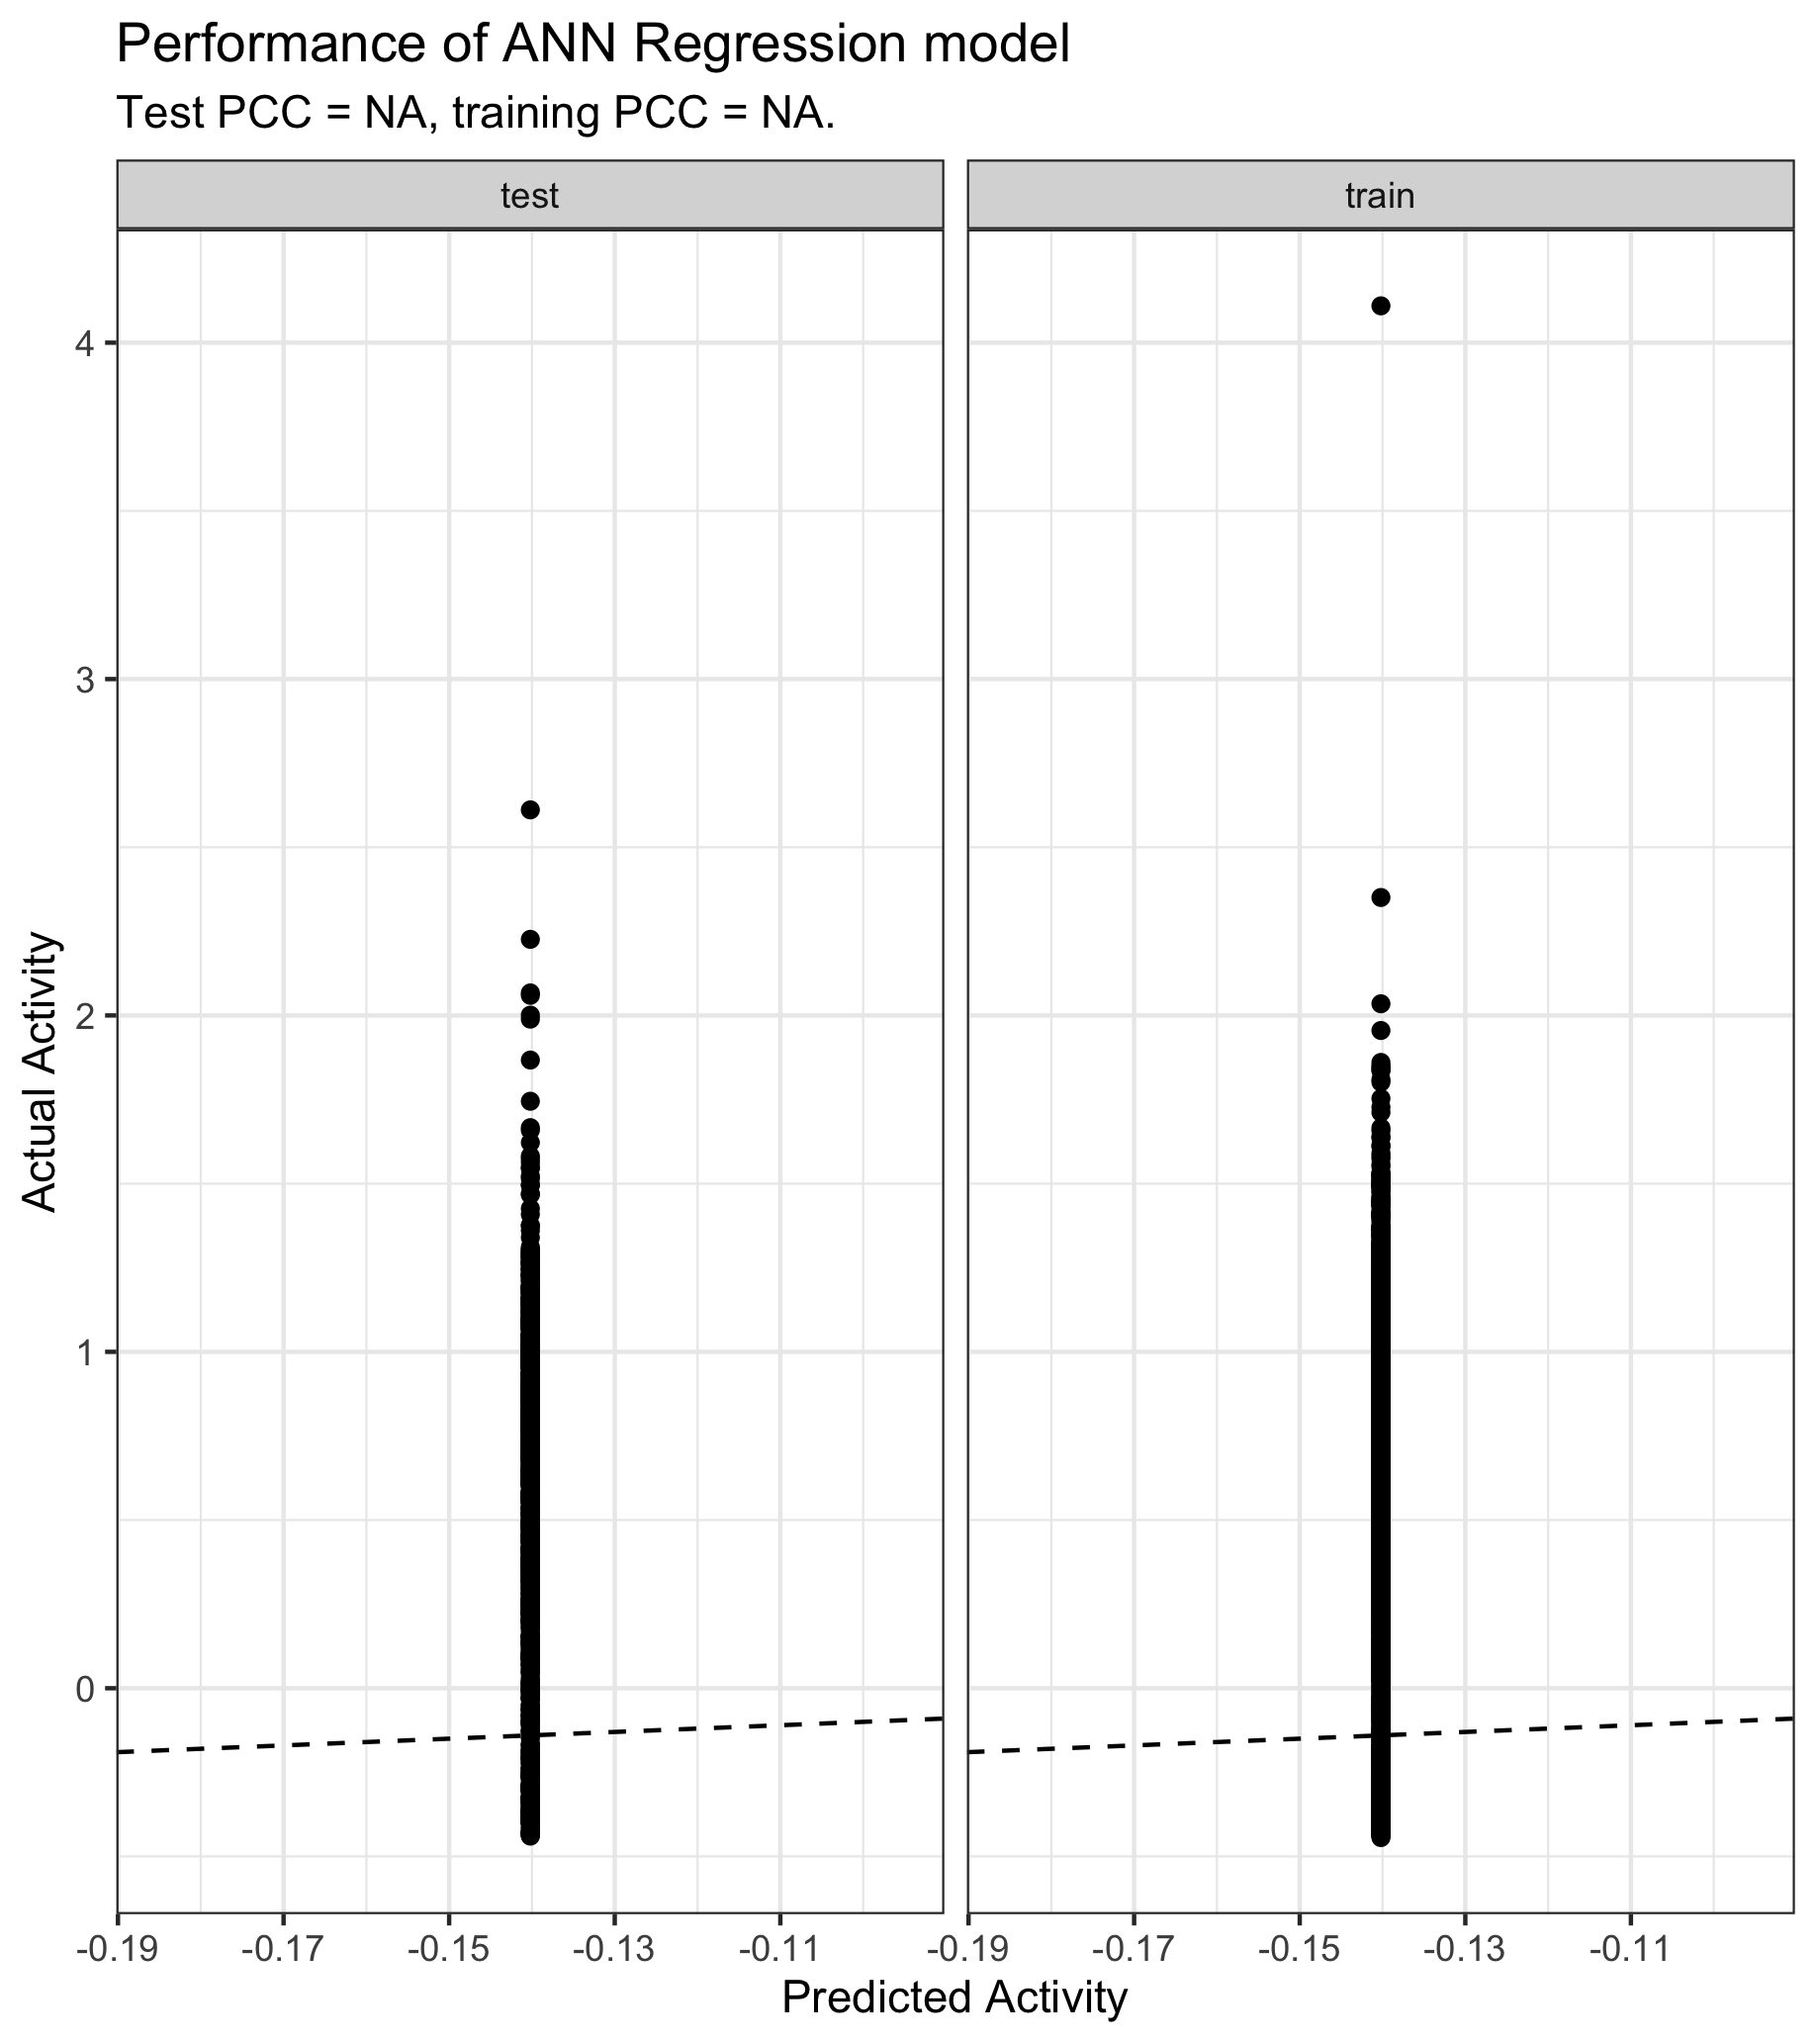 Performance of ANN Regression model
Test PCC = NA, training PCC = NA.
test
train
4
3
2
1
0
Actual Activity
-0.19
-0.17
-0.15
-0.13
-0.11
-0.19
-0.17
-0.15
-0.13
-0.11
Predicted Activity